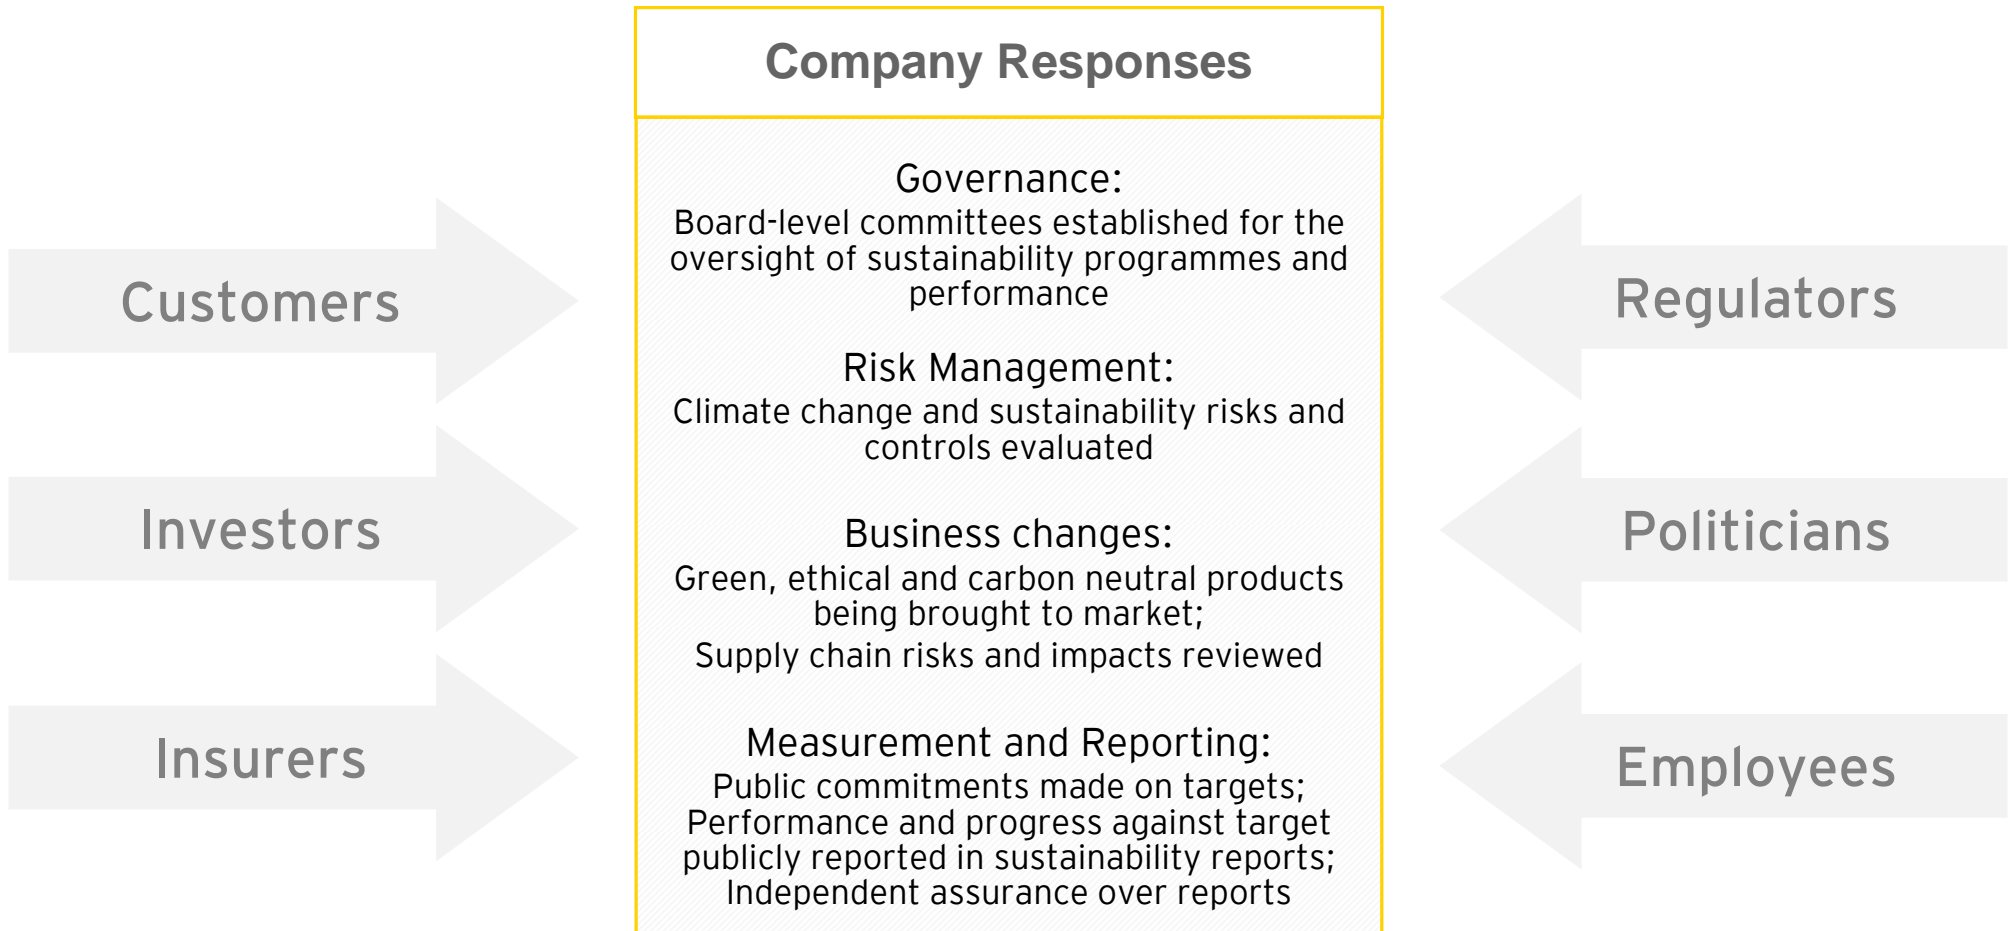 Company Responses
Customers
Investors
Insurers
Governance:
Board-level committees established for the
oversight of sustainability programmes and
performance
Risk Management:
Climate change and sustainability risks and
controls evaluated
Business changes:
Green, ethical and carbon neutral products
being brought to market;
Supply chain risks and impacts reviewed
Measurement and Reporting:
Public commitments made on targets;
Performance and progress against target
publicly reported in sustainability reports;
Independent assurance over reports
Regulators
Politicians
Employees